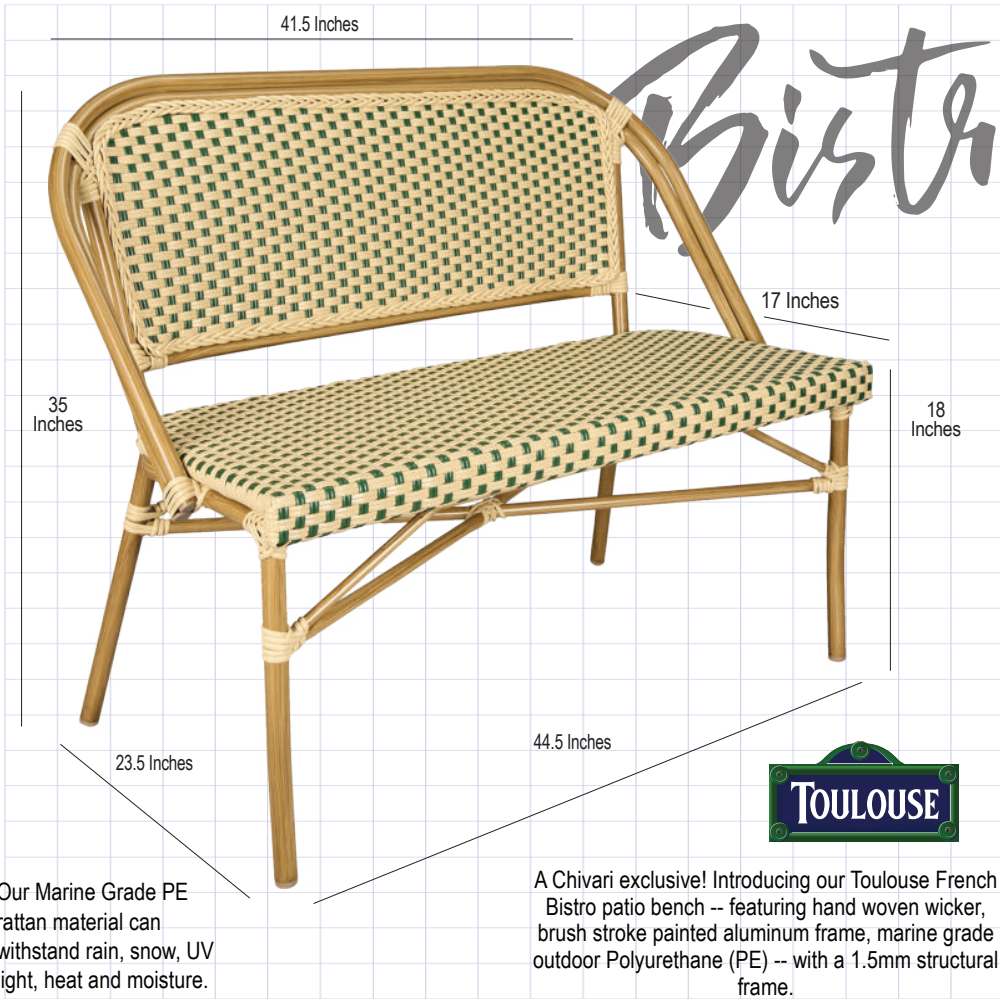 41.5 Inches
Bistr
17 Inches
35
Inches
18
Inches
44.5 Inches
23.5 Inches
TOULOUSE
Our Marine Grade PE
rattan material can
withstand rain, snow, UV
ight, heat and moisture.
A Chivari exclusive! Introducing our Toulouse French
Bistro patio bench -- featuring hand woven wicker,
brush stroke painted aluminum frame, marine grade
outdoor Polyurethane (PE) -- with a 1.5mm structural
frame.